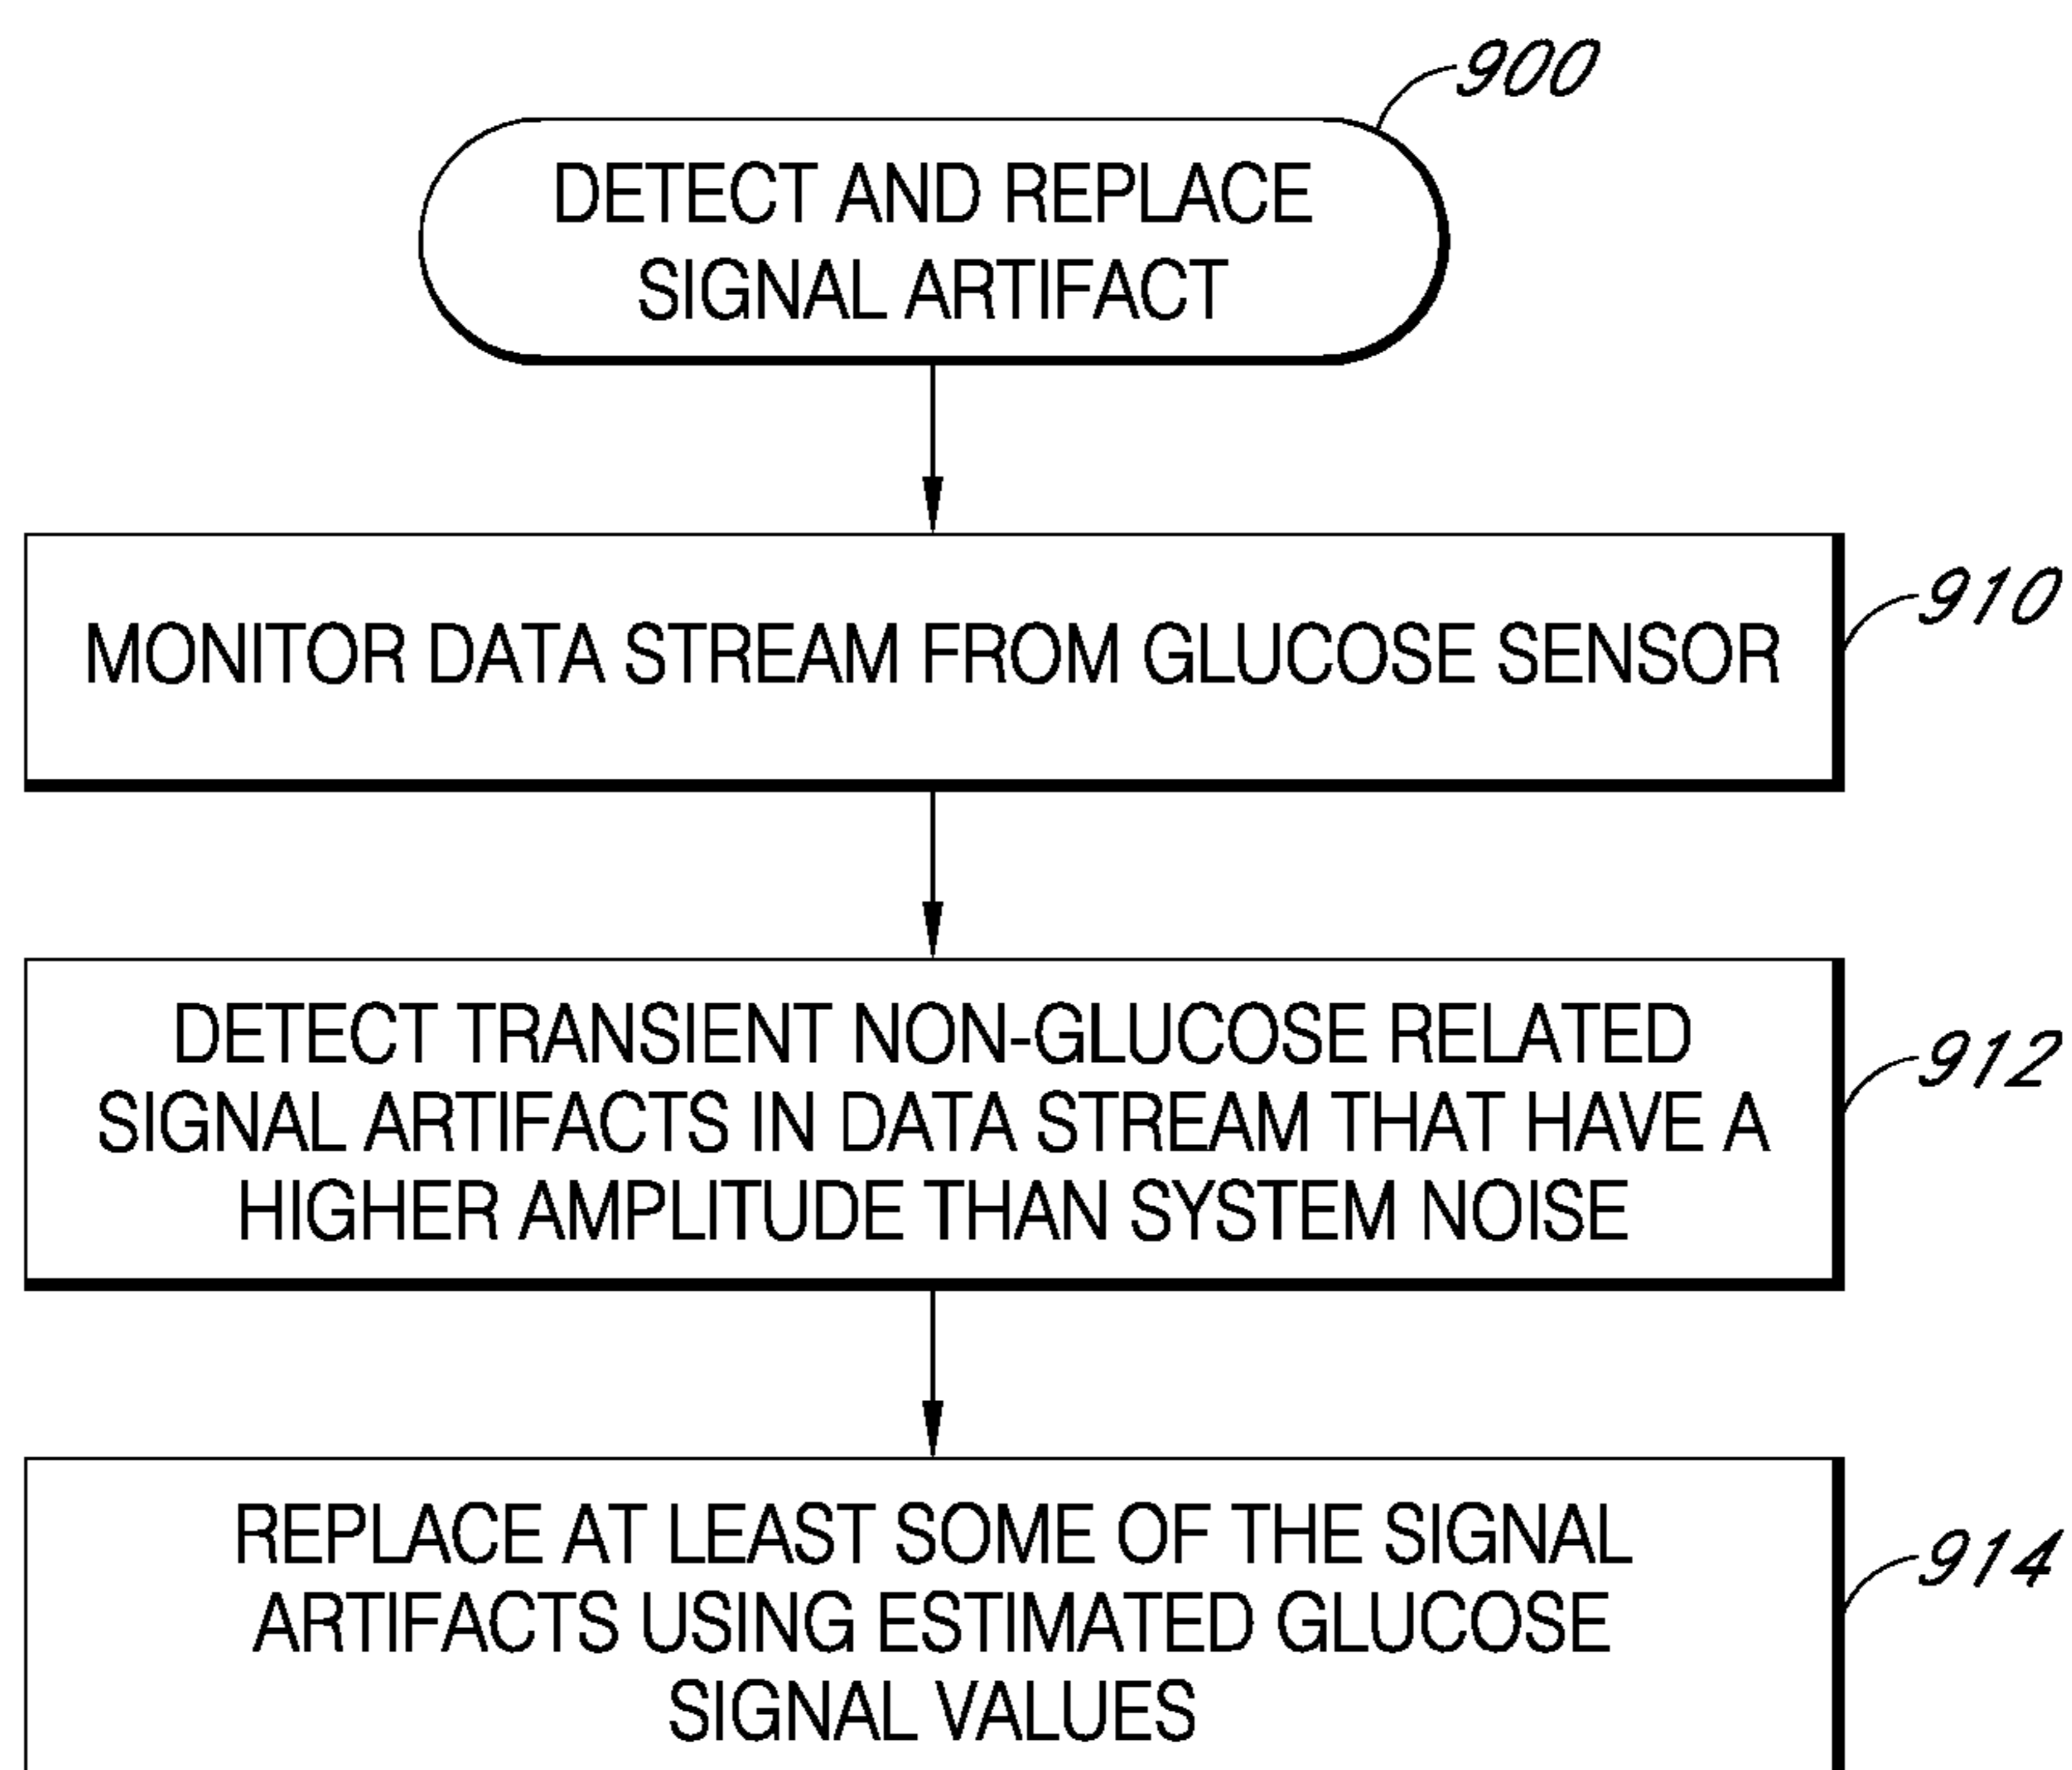 900
DETECT AND REPLACE
SIGNAL ARTIFACT
910
MONITOR DATA STREAM FROM GLUCOSE SENSOR
912
DETECT TRANSIENT NON-GLUCOSE RELATED
SIGNAL ARTIFACTS IN DATA STREAM THAT HAVE A
HIGHER AMPLITUDE THAN SYSTEM NOISE
914
REPLACE AT LEAST SOME OF THE SIGNAL
ARTIFACTS USING ESTIMATED GLUCOSE
SIGNAL VALUES